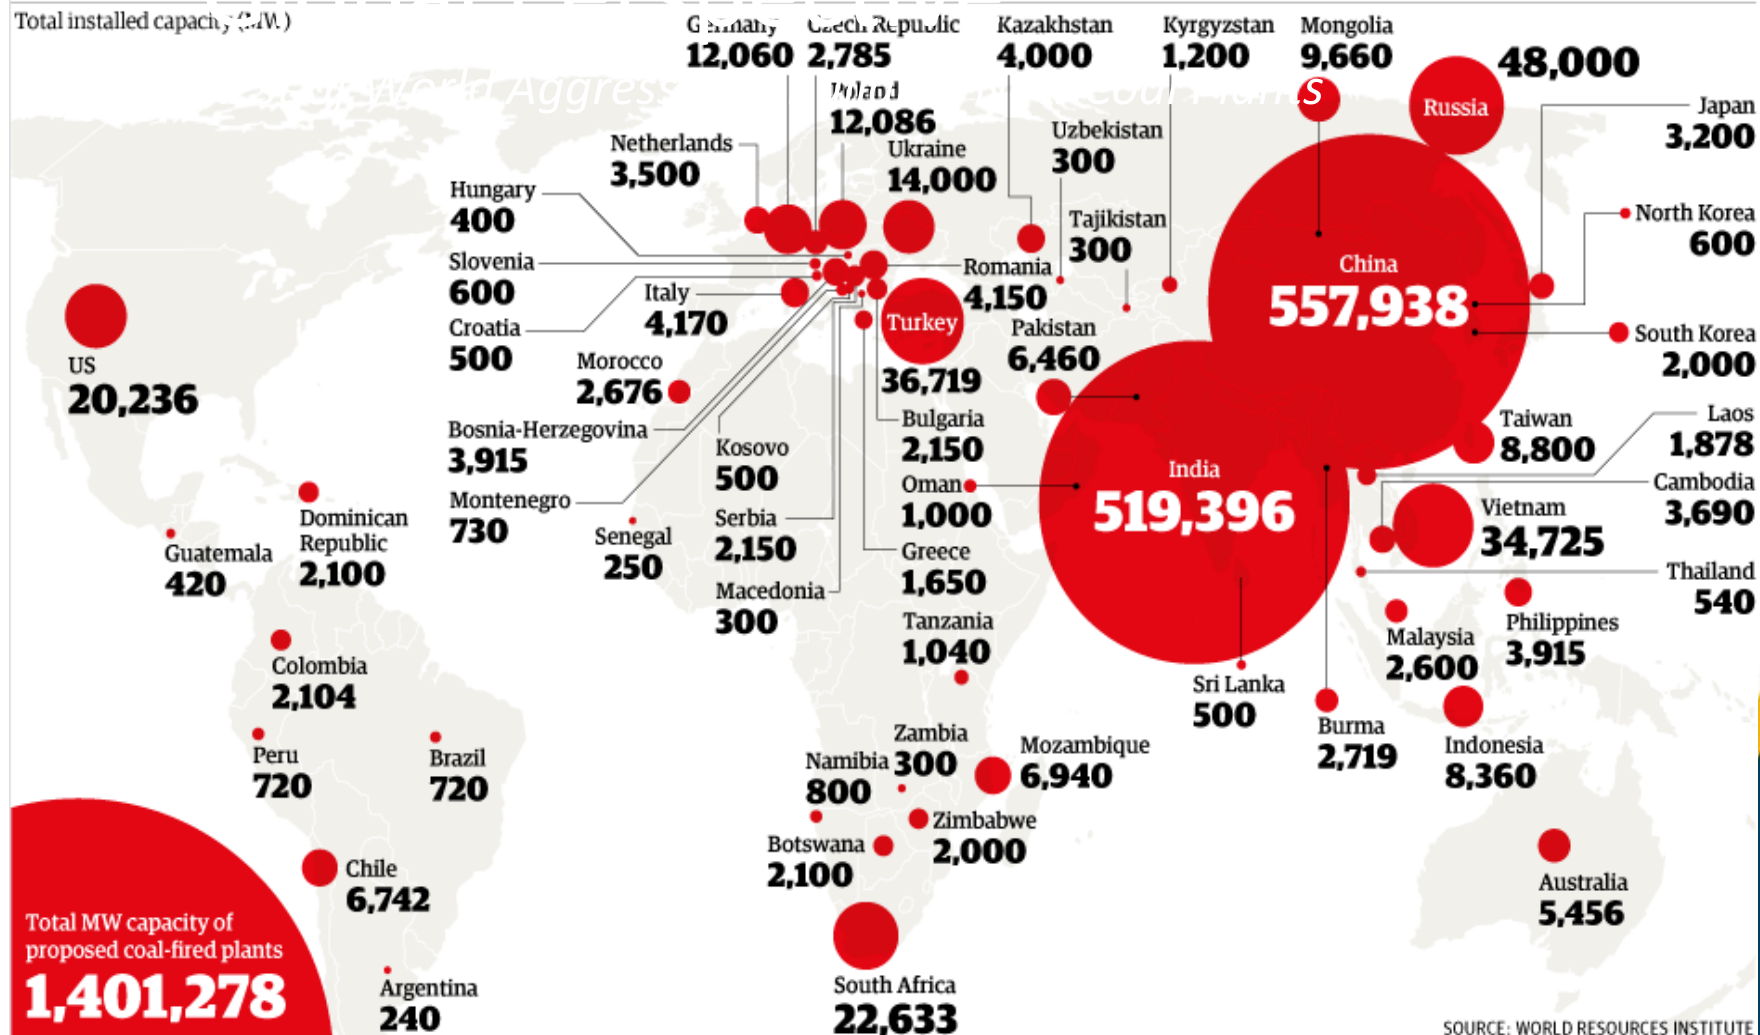 Total installed capacity (MW)
Germany
12,060
Czech Republic
2,785
Kazakhstan
4,000
Kyrgyzstan
1,200
Mongolia
9,660
48,000
Russia
World Aggress
Coal Plants
Japan
3,200
Poland
12,086
Netherlands
3,500
Ukraine
14,000
Uzbekistan
300
Hungary
400
Tajikistan
300
North Korea
600
Slovenia
600
Italy
4,170
Romania
4,150
China
557,938
Croatia
500
Turkey
36,719
Pakistan
6,460
South Korea
2,000
US
20,236
Morocco
2,676
Bulgaria
2,150
Taiwan
8,800
Laos
1,878
Bosnia-Herzegovina
3,915
Kosovo
500
Oman
1,000
India
519,396
Cambodia
3,690
Montenegro
730
Serbia
2,150
Senegal
250
Vietnam
34,725
Dominican
Republic
2,100
Guatemala
420
Greece
1,650
Macedonia
300
Thailand
540
Tanzania
1,040
Malaysia
2,600
Philippines
3,915
Colombia
2,104
Sri Lanka
500
Burma
2,719
Indonesia
8,360
Peru
720
Brazil
720
Zambia
300
Namibia
800
Mozambique
6,940
Zimbabwe
2,000
Botswana
2,100
Chile
6,742
Australia
5,456
Total MW capacity of
proposed coal-fired plants
1,401,278
Argentina
240
South Africa
22,633
SOURCE: WORLD RESOURCES INSTITUTE